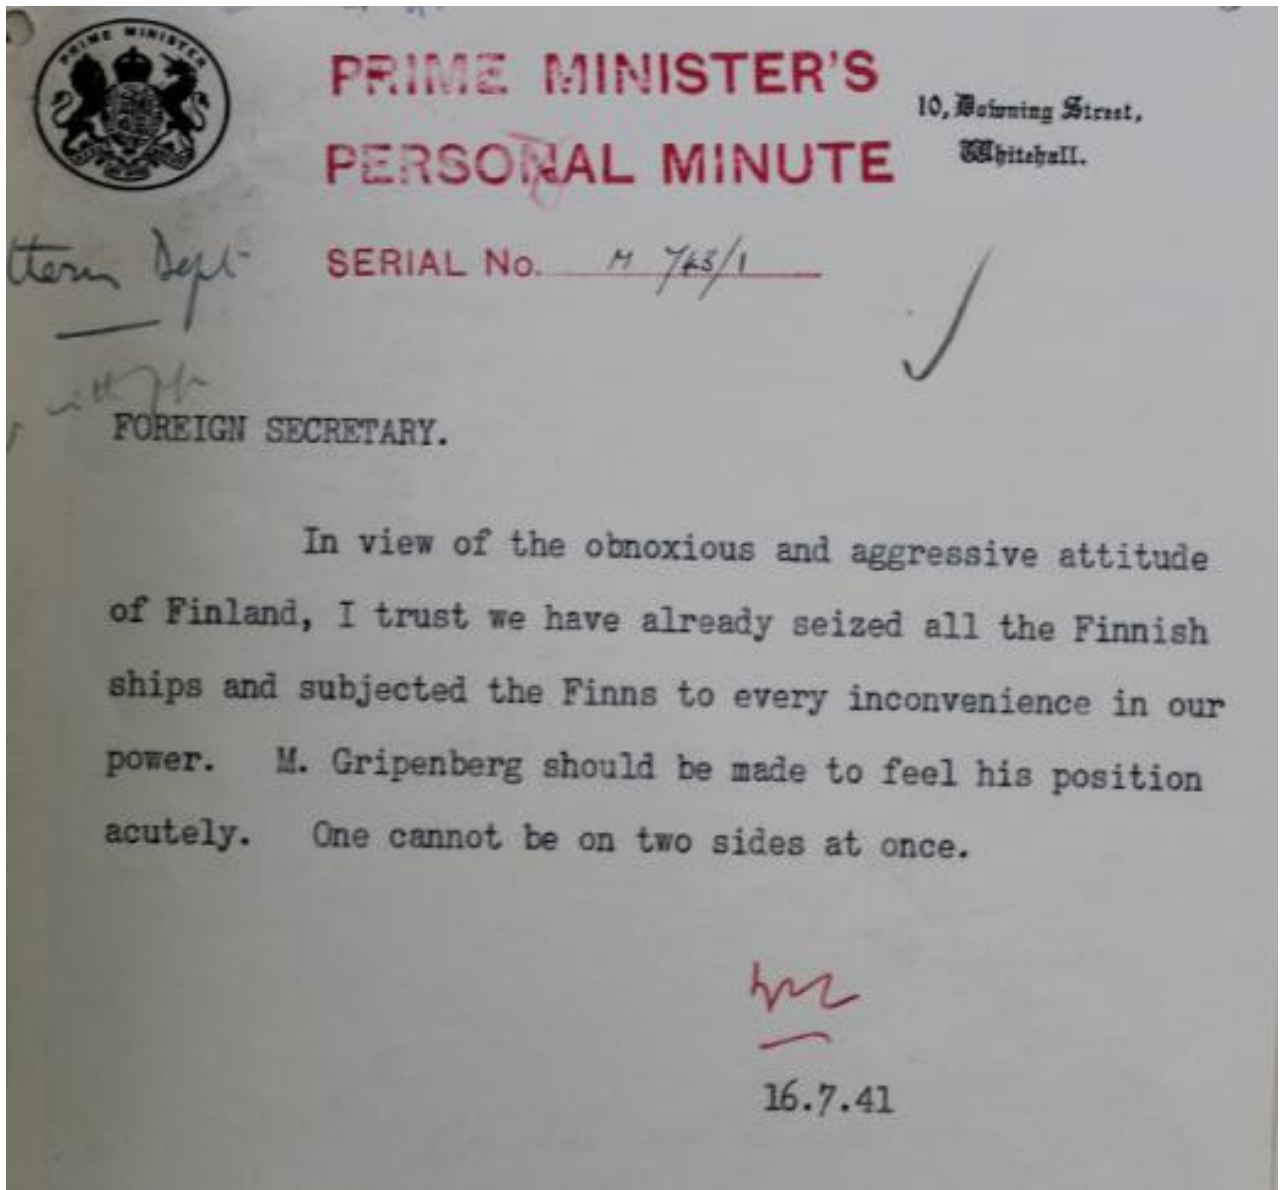 PRIME MINISTER
PRIME MINISTER'S
PERSONAL MINUTE
10, Downing Street,
Whitehall.
Dept
SERIAL No. M 743/1
FOREIGN SECRETARY.
In view of the obnoxious and aggressive attitude
of Finland, I trust we have already seized all the Finnish
ships and subjected the Finns to every inconvenience in our
power. M. Gripenberg should be made to feel his position
acutely. One cannot be on two sides at once.
16.7.41